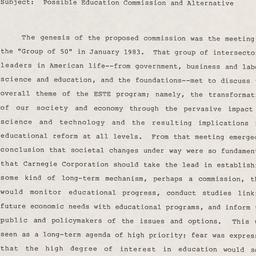 Subject:  Possible Education Commission and Alternative
The genesis of the proposed commission was the meeting
the "Group of 50" in January 1983.  That group of intersecto
leaders in American life--from government, business and lab
science and education, and the foundations--met to discuss
overall theme of the ESTE program; namely, the transformat
of our society and economy through the pervasive impact
science and technology and the resulting implications
educational reform at all levels.  From that meeting emerge
conclusion that societal changes under way were so fundamen
that Carnegie Corporation should take the lead in establish
some kind of long-term mechanism, perhaps a commission, t
would monitor educational progress, conduct studies link
future economic needs with educational programs, and inform
public and policymakers of the issues and options.  This
seen as a long-term agenda of high priority; fear was expres
that the high degree of interest in education would so